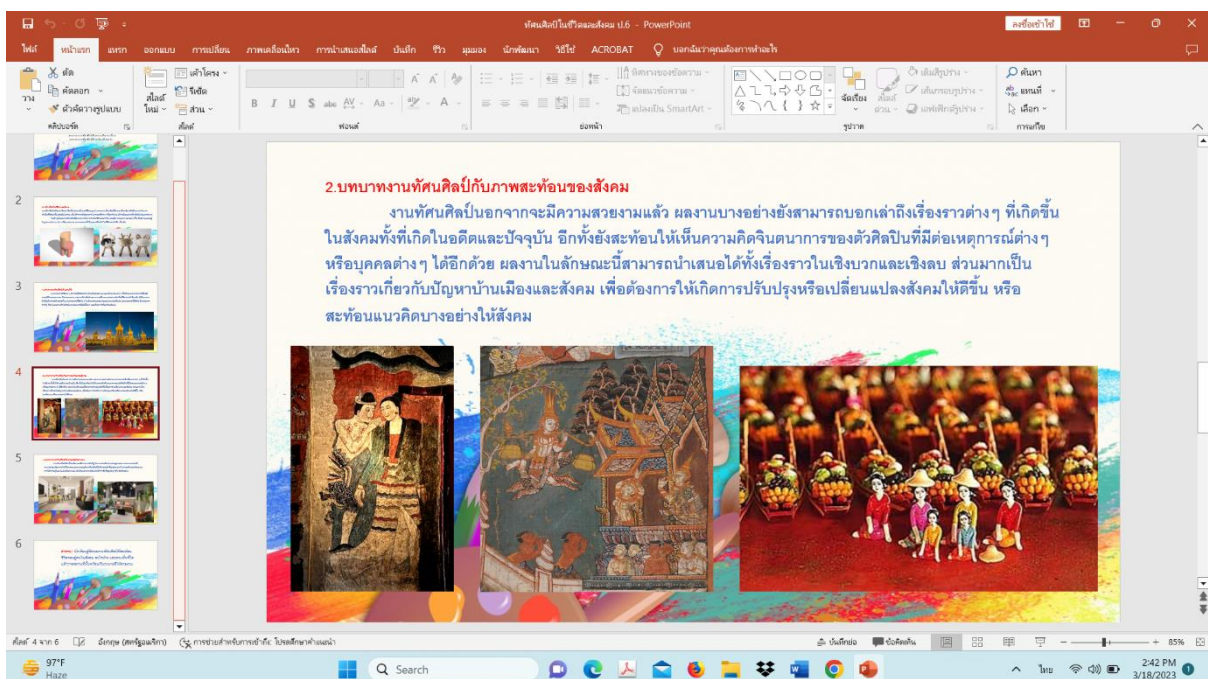 ทัศนศิลป์ในชีวิตและสังคม ป.6 - PowerPoint
ลงชื่อเข้าใช้
ไฟล์ หน้าแรก แทรก ออกแบบ การเปลี่ยน ภาพเคลื่อนไหว การนำเสนอสไลด์ บันทึก รีวิว มุมมอง นักพัฒนา วิธีใช้ ACROBAT บอกฉันว่าคุณต้องการทำอะไร
วาง
ตัด
คัดลอก
ตัวคัดวางรูปแบบ
คลิปบอร์ด
สไลด์ใหม่
เค้าโครง
รีเซ็ต
ส่วน
สไลด์
B I U S abc AV Aa A
ฟอนต์
ทิศทางของข้อความ
จัดแนวข้อความ
แปลงเป็น SmartArt
ย่อหน้า
จัดเรียง
สไตล์ด่วน
เติมสีรูปร่าง
เส้นกรอบรูปร่าง
เอฟเฟ็กต์รูปร่าง
รูปวาด
ค้นหา
แทนที่
เลือก
การแก้ไข
2
3
4
5
6
2.บทบาทงานทัศนศิลป์กับภาพสะท้อนของสังคม
งานทัศนศิลป์นอกจากจะมีความสวยงามแล้ว ผลงานบางอย่างยังสามารถบอกเล่าถึงเรื่องราวต่างๆ ที่เกิดขึ้น
ในสังคมทั้งที่เกิดในอดีตและปัจจุบัน อีกทั้งยังสะท้อนให้เห็นความคิดจินตนาการของตัวศิลปินที่มีต่อเหตุการณ์ต่างๆ
หรือบุคคลต่างๆ ได้อีกด้วย ผลงานในลักษณะนี้สามารถนำเสนอได้ทั้งเรื่องราวในเชิงบวกและเชิงลบ ส่วนมากเป็น
เรื่องราวเกี่ยวกับปัญหาบ้านเมืองและสังคม เพื่อต้องการให้เกิดการปรับปรุงหรือเปลี่ยนแปลงสังคมให้ดีขึ้น หรือ
สะท้อนแนวคิดบางอย่างให้สังคม
สไลด์ 4 จาก 6 อังกฤษ (สหรัฐอเมริกา) การช่วยสำหรับการเข้าถึง: โปรดศึกษาคำแนะนำ
บันทึกย่อ ข้อคิดเห็น 85%
97°F
Haze
Search
ไทย
2:42 PM
3/18/2023
1